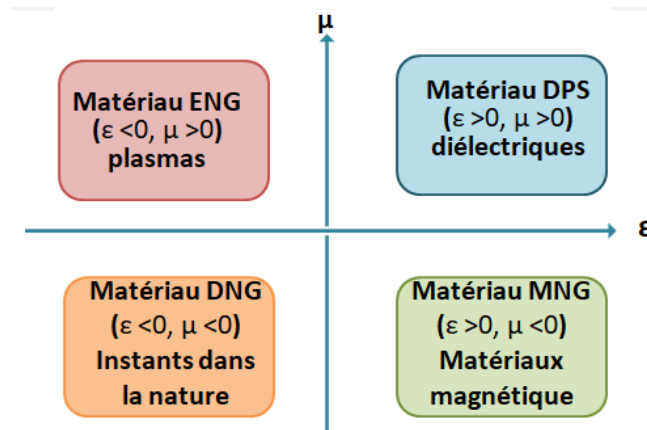 μ
Matériau ENG
(ε <0, μ >0)
plasmas
Matériau DPS
(ε >0, μ >0)
diélectriques
ε
Matériau DNG
(ε <0, μ <0)
Instants dans
la nature
Matériau MNG
(ε >0, μ <0)
Matériaux
magnétique